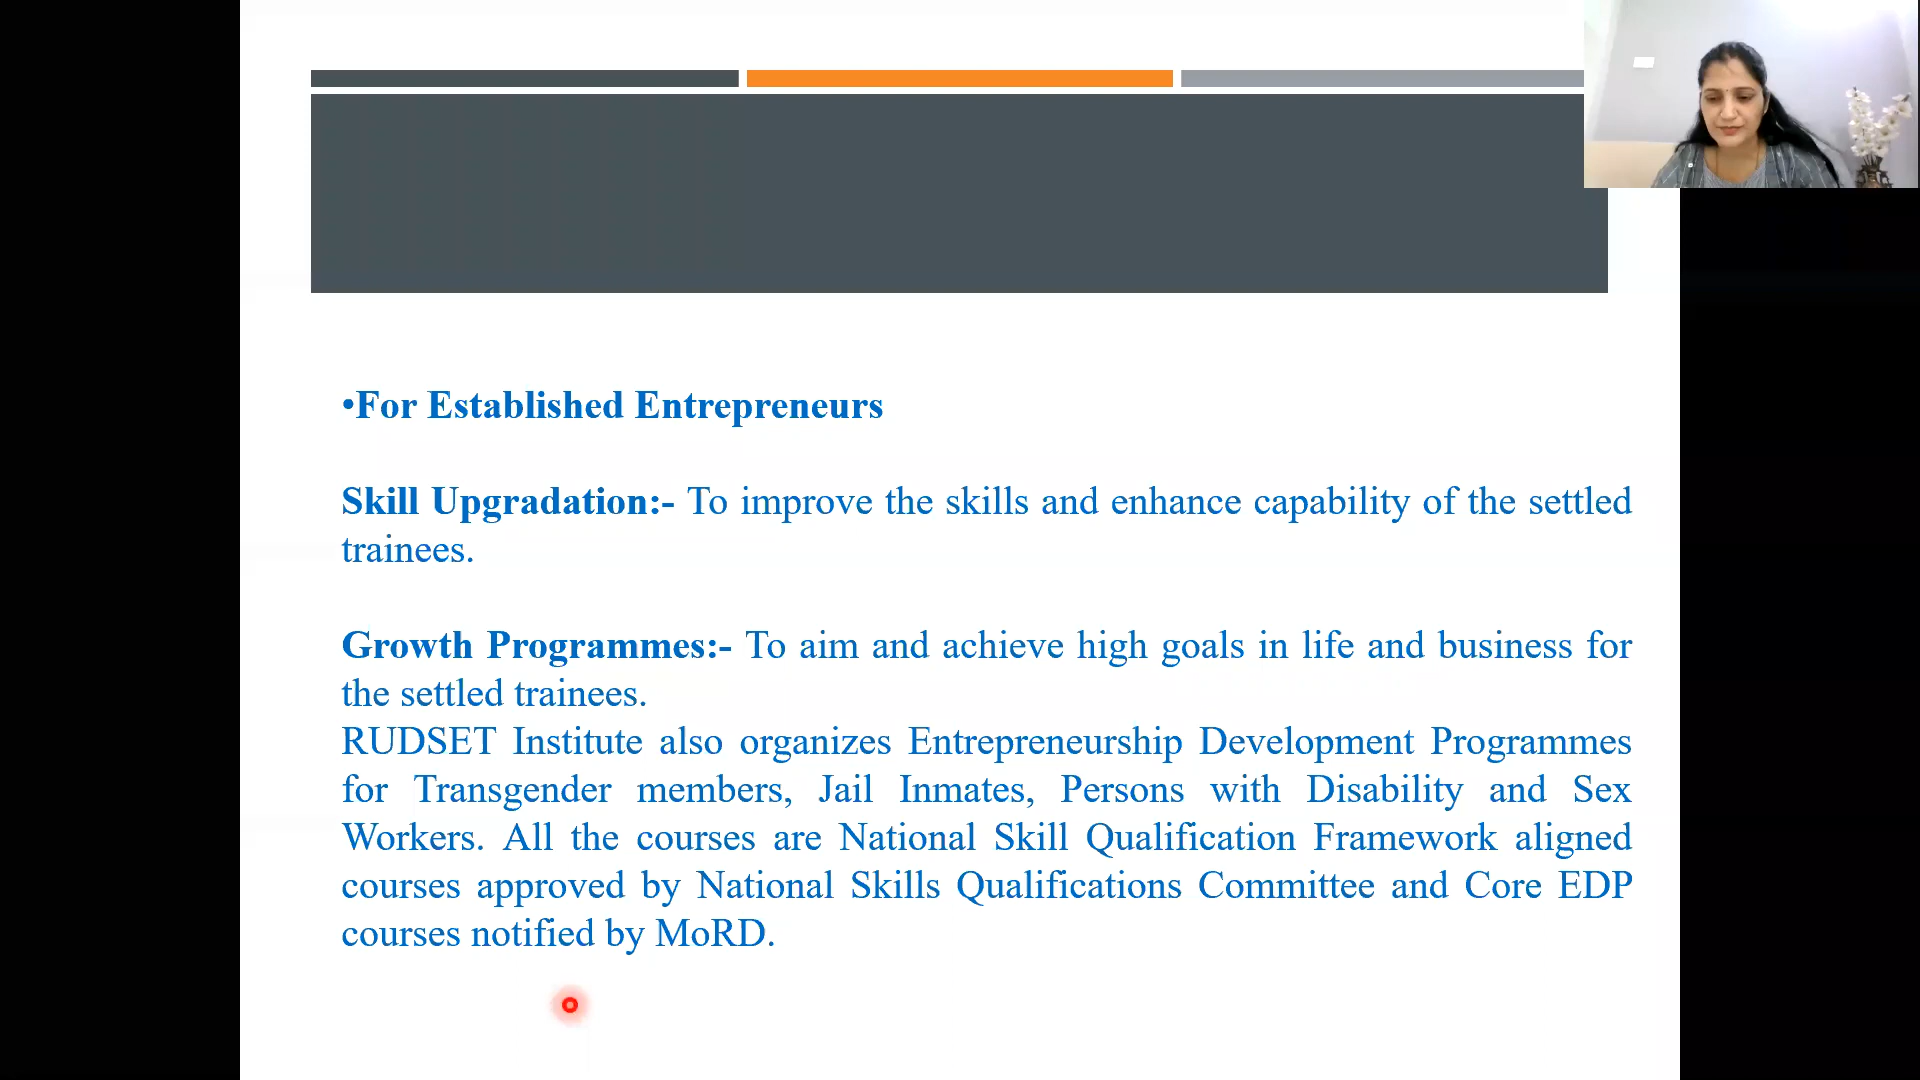 •For Established Entrepreneurs
Skill Upgradation:- To improve the skills and enhance capability of the settled
trainees.
Growth Programmes:- To aim and achieve high goals in life and business for
the settled trainees.
RUDSET Institute also organizes Entrepreneurship Development Programmes
for Transgender members, Jail Inmates, Persons with Disability and Sex
Workers. All the courses are National Skill Qualification Framework aligned
courses approved by National Skills Qualifications Committee and Core EDP
courses notified by MoRD.